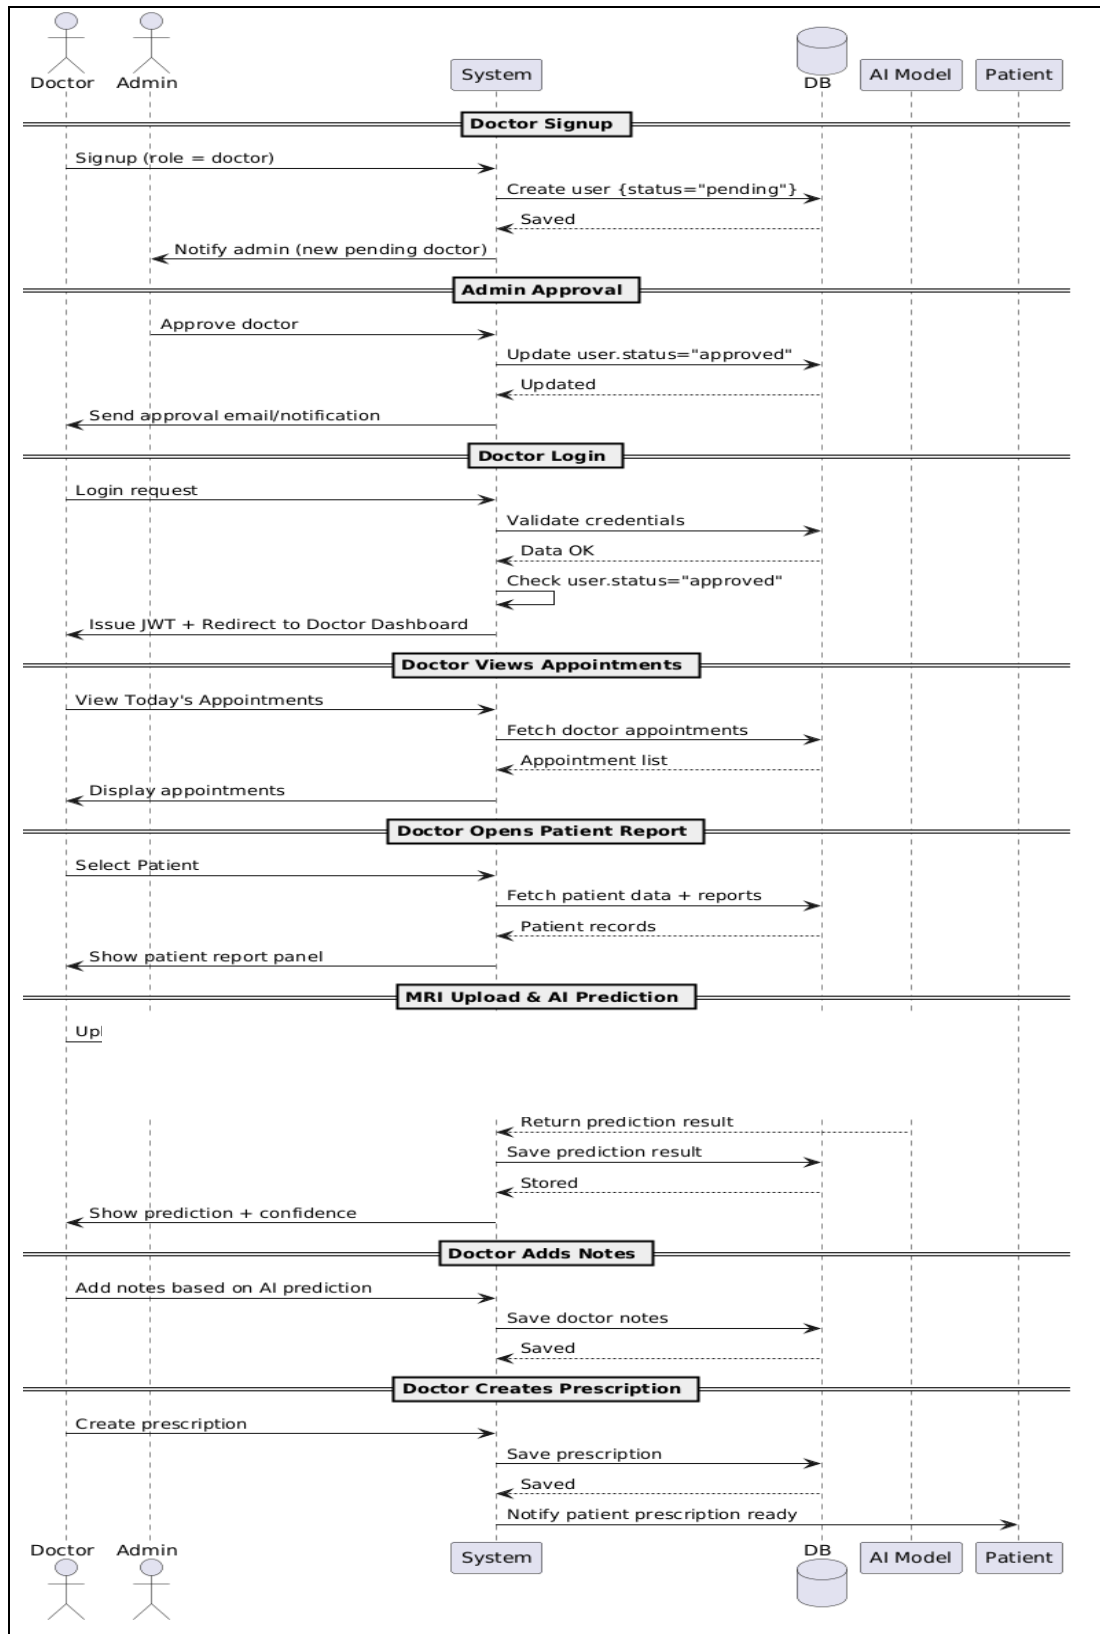 Doctor Admin System DB AI Model Patient
Doctor Signup
Signup (role = doctor)
Create user {status="pending"}
Saved
Notify admin (new pending doctor)
Admin Approval
Approve doctor
Update user.status="approved"
Updated
Send approval email/notification
Doctor Login
Login request
Validate credentials
Data OK
Check user.status="approved"
Issue JWT + Redirect to Doctor Dashboard
Doctor Views Appointments
View Today's Appointments
Fetch doctor appointments
Appointment list
Display appointments
Doctor Opens Patient Report
Select Patient
Fetch patient data + reports
Patient records
Show patient report panel
MRI Upload & AI Prediction
Return prediction result
Save prediction result
Stored
Show prediction + confidence
Doctor Adds Notes
Add notes based on AI prediction
Save doctor notes
Saved
Doctor Creates Prescription
Create prescription
Save prescription
Saved
Notify patient prescription ready
Doctor Admin System DB AI Model Patient